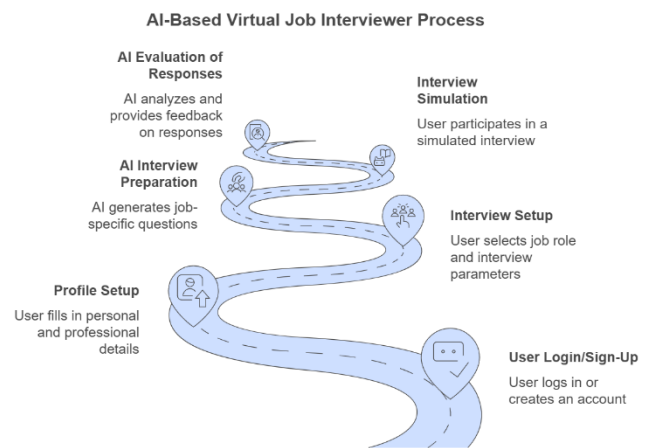 AI-Based Virtual Job Interviewer Process
AI Evaluation of
Responses
AI analyzes and
provides feedback
on responses
Interview
Simulation
User participates in a
simulated interview
AI Interview
Preparation
AI generates job-
specific questions
Interview Setup
User selects job role
and interview
parameters
Profile Setup
User fills in personal
and professional
details
User Login/Sign-Up
User logs in or
creates an account